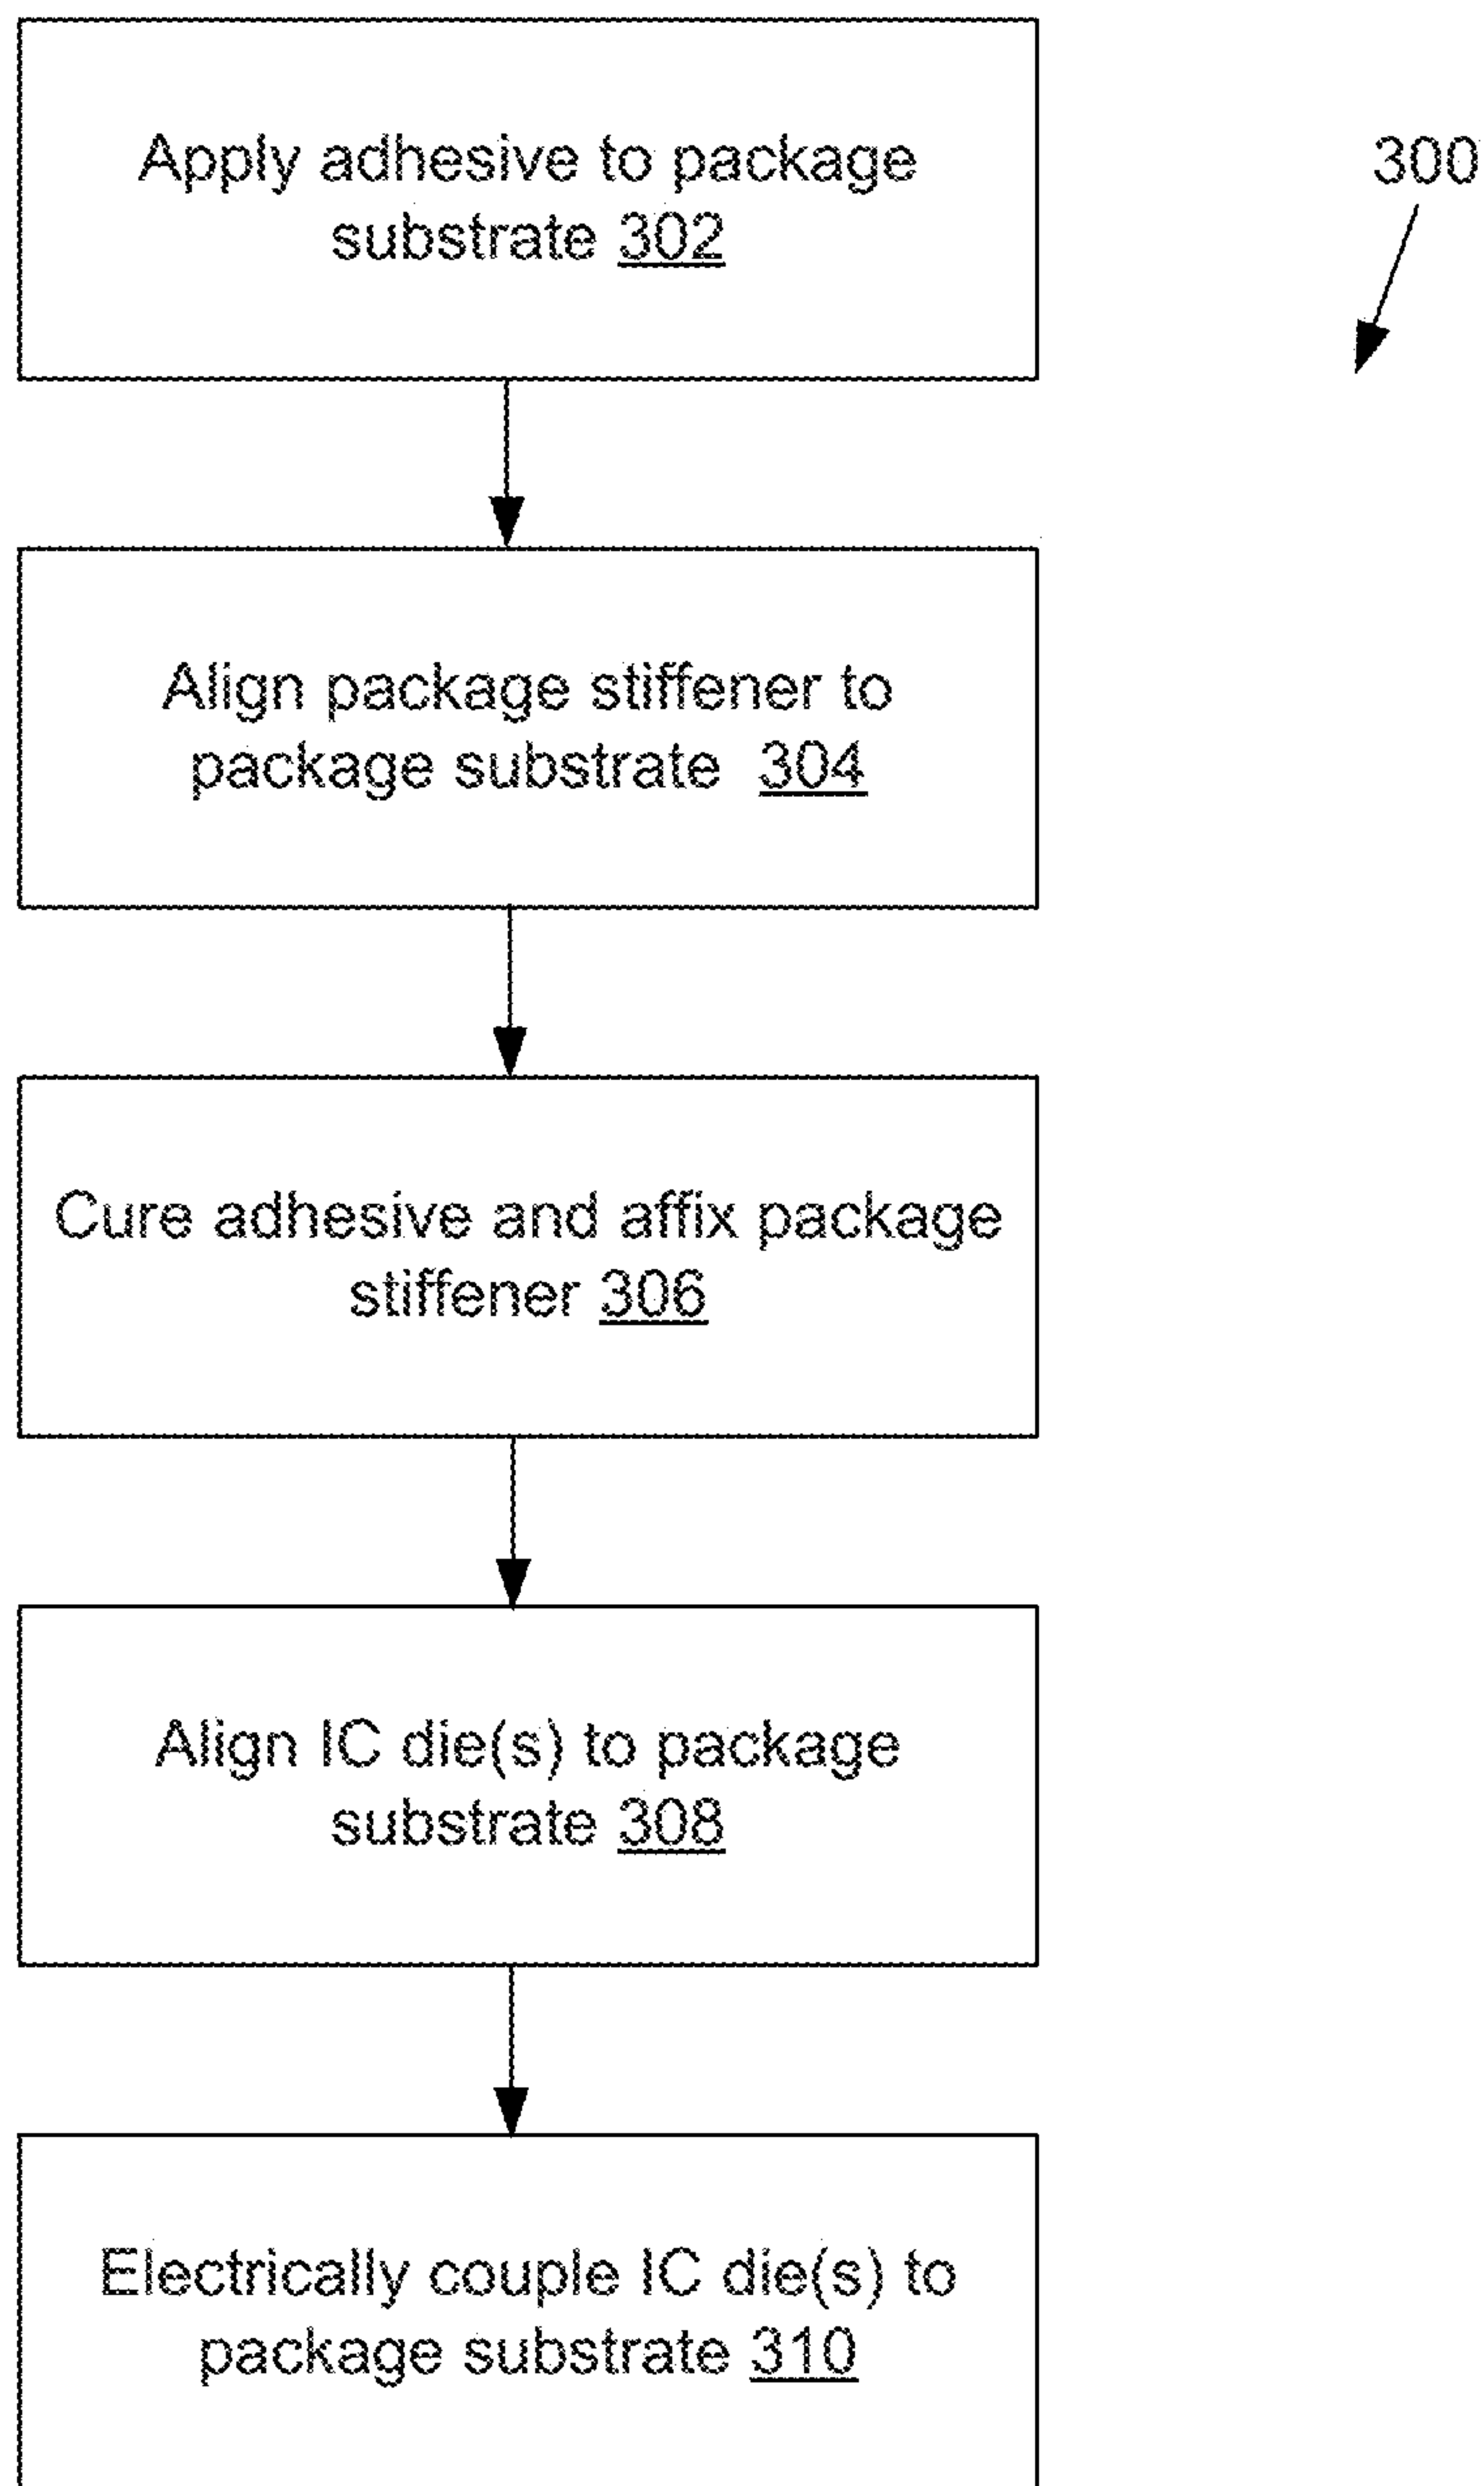 Apply adhesive to package
substrate 302
300
Align package stiffener to
package substrate 304
Cure adhesive and affix package
stiffener 306
Align IC die(s) to package
substrate 308
Electrically couple IC die(s) to
package substrate 310